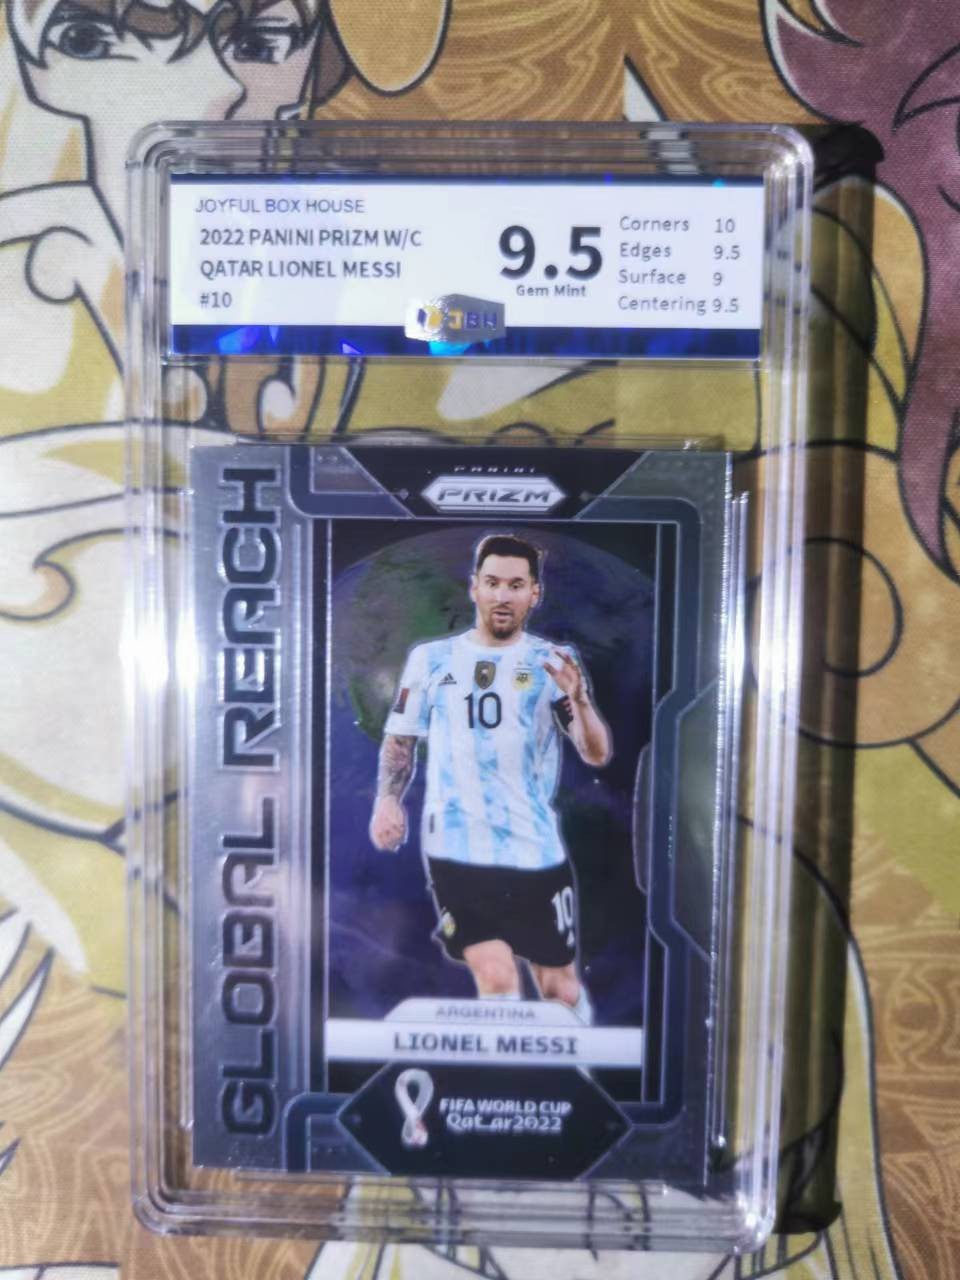 JOYFUL BOX HOUSE
2022 PANINI PRIZM W/C
QATAR LIONEL MESSI
#10
9.5
Gem Mint
Corners 10
Edges 9.5
Surface 9
Centering 9.5
JBH
GLOBAL REACH
PANINI
PRIZM
10
10
ARGENTINA
LIONEL MESSI
FIFA WORLD CUP
Qatar2022